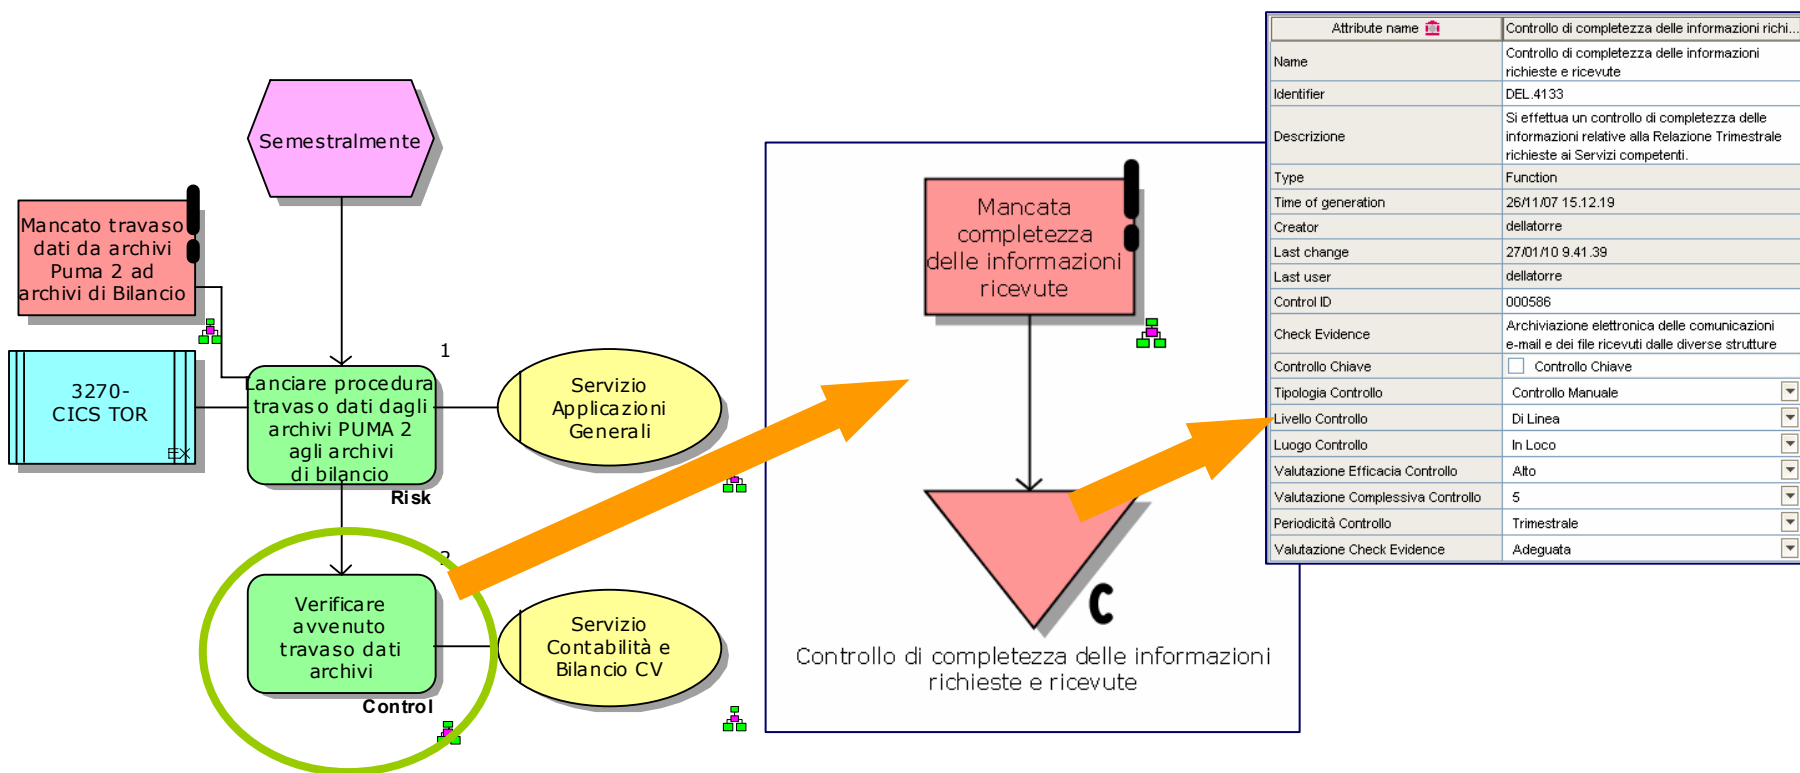 Semestralmente
Mancato travaso
dati da archivi
Puma 2 ad
archivi di Bilancio
3270-
CICS TOR
EX
1
Lanciare procedura
travaso dati dagli
archivi PUMA 2
agli archivi
di bilancio
Risk
Servizio
Applicazioni
Generali
2
Verificare
avvenuto
travaso dati
archivi
Control
Servizio
Contabilità e
Bilancio CV
Mancata
completezza
delle informazioni
ricevute
C
Controllo di completezza delle informazioni
richieste e ricevute
Attribute name Controllo di completezza delle informazioni richi...
Name Controllo di completezza delle informazioni
richieste e ricevute
Identifier DEL.4133
Descrizione Si effettua un controllo di completezza delle
informazioni relative alla Relazione Trimestrale
richieste ai Servizi competenti.
Type Function
Time of generation 26/11/07 15.12.19
Creator dellatorre
Last change 27/01/10 9.41.39
Last user dellatorre
Control ID 000586
Check Evidence Archiviazione elettronica delle comunicazioni
e-mail e dei file ricevuti dalle diverse strutture
Controllo Chiave Controllo Chiave
Tipologia Controllo Controllo Manuale
Livello Controllo Di Linea
Luogo Controllo In Loco
Valutazione Efficacia Controllo Alto
Valutazione Complessiva Controllo 5
Periodicità Controllo Trimestrale
Valutazione Check Evidence Adeguata